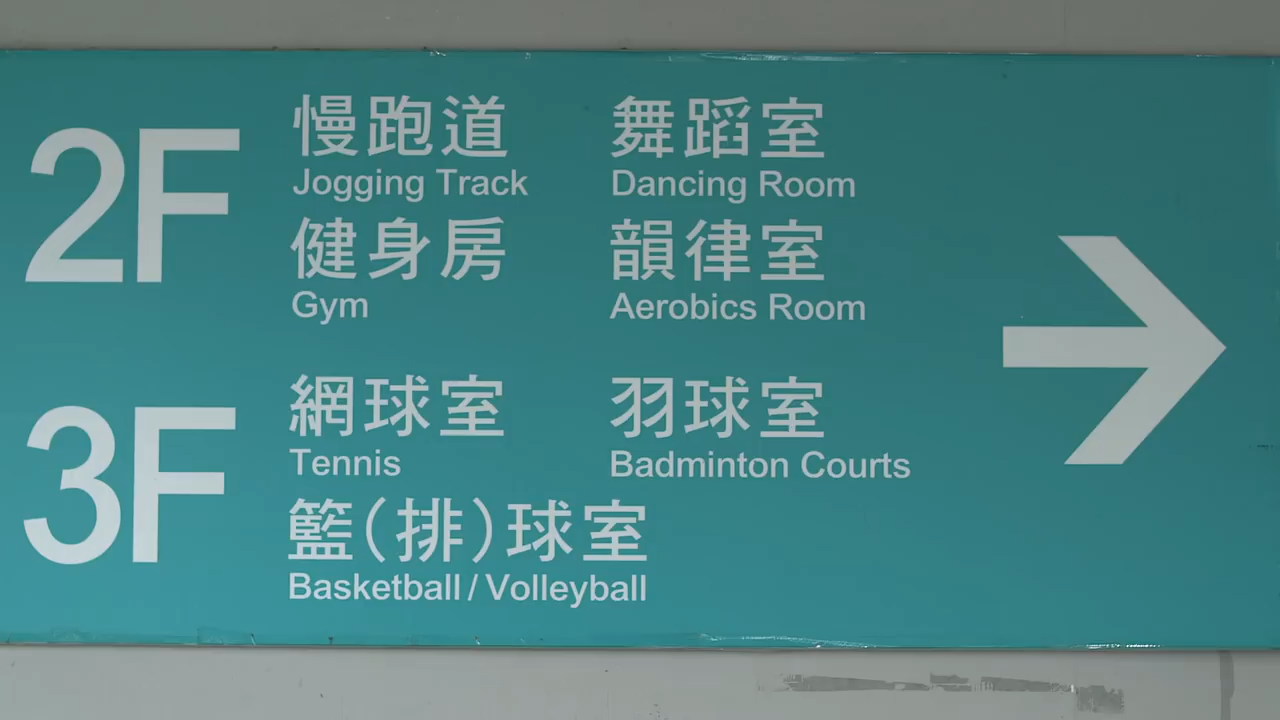 2F
慢跑道 舞蹈室
Jogging Track Dancing Room
健身房 韻律室
Gym Aerobics Room
3F
網球室 羽球室
Tennis Badminton Courts
籃(排)球室
Basketball/Volleyball